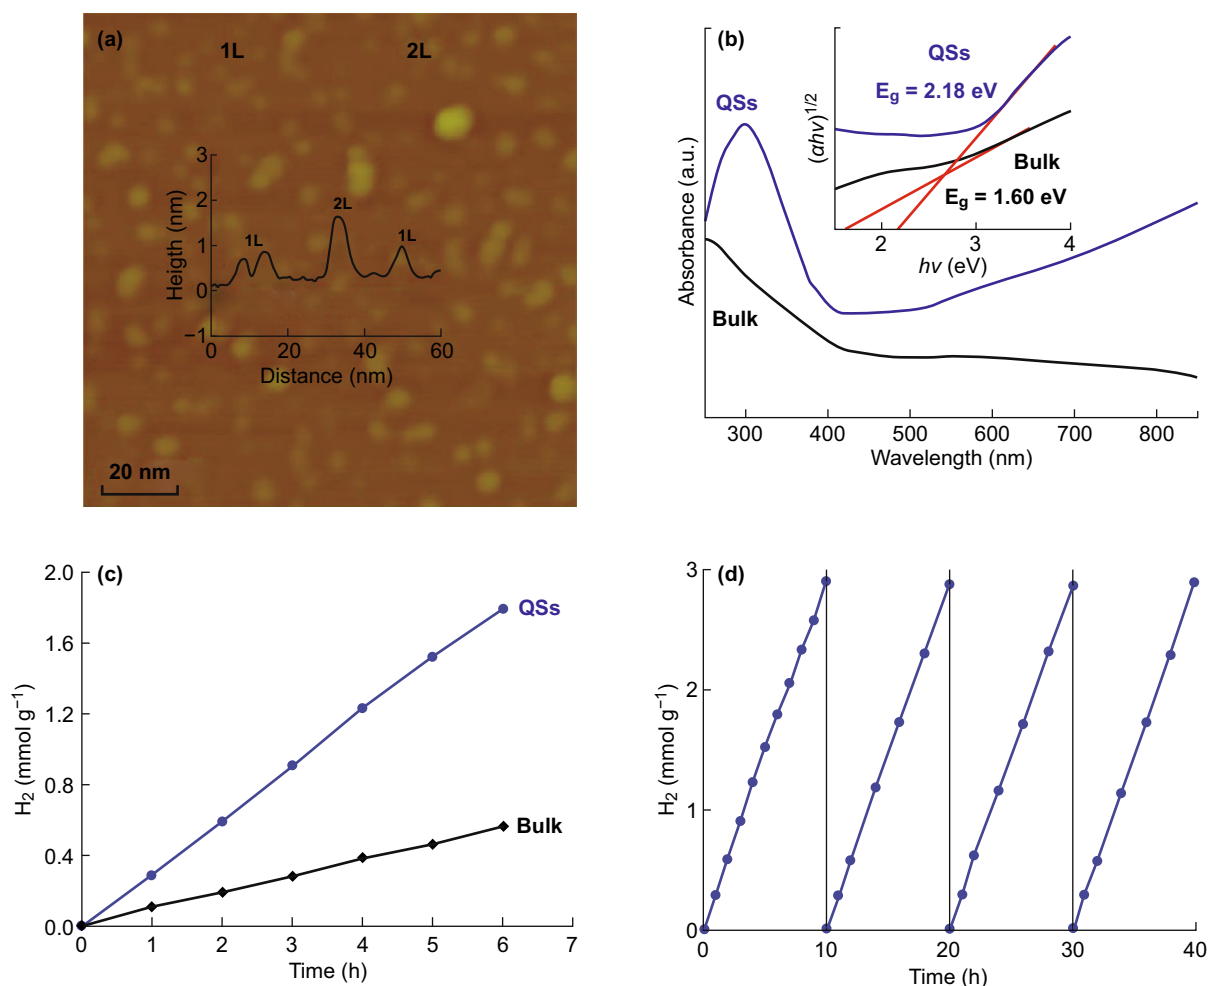 (a)
1L
2L
3
2
1
0
−1
Heigth (nm)
1L
2L
1L
0
20
40
60
Distance (nm)
20 nm
(b)
QSs
Bulk
Absorbance (a.u.)
300
400
500
600
700
800
Wavelength (nm)
QSs
Eg = 2.18 eV
Bulk
Eg = 1.60 eV
(αhν)1/2
2
3
4
hν (eV)
(c)
2.0
1.6
1.2
0.8
0.4
0.0
H2 (mmol g−1)
QSs
Bulk
0
1
2
3
4
5
6
7
Time (h)
(d)
3
2
1
0
H2 (mmol g−1)
0
10
20
30
40
Time (h)